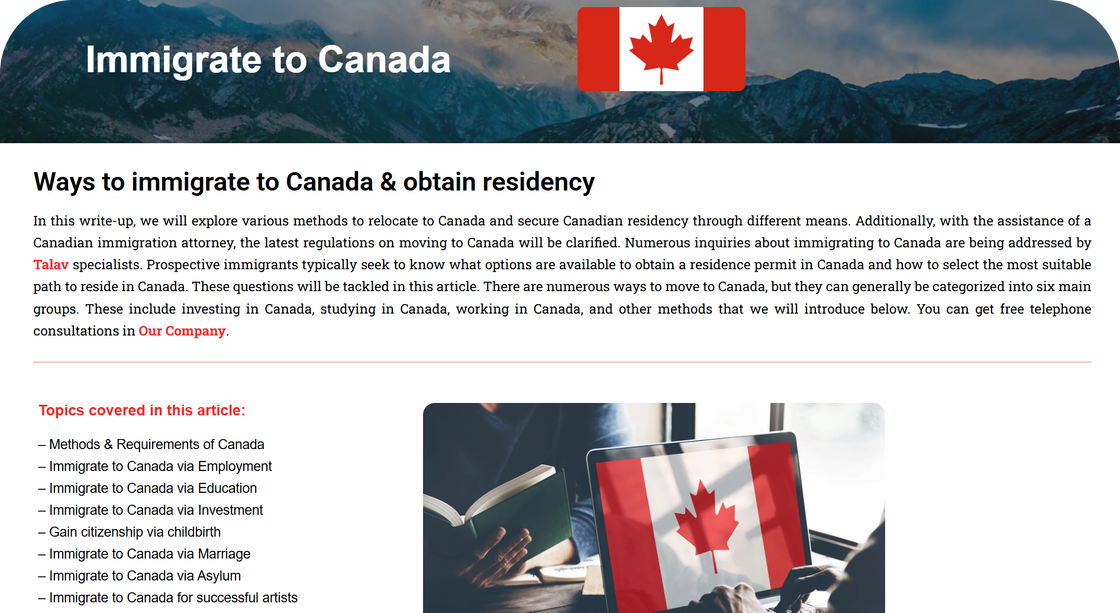 Immigrate to Canada
Ways to immigrate to Canada & obtain residency
In this write-up, we will explore various methods to relocate to Canada and secure Canadian residency through different means. Additionally, with the assistance of a
Canadian immigration attorney, the latest regulations on moving to Canada will be clarified. Numerous inquiries about immigrating to Canada are being addressed by
Talav specialists. Prospective immigrants typically seek to know what options are available to obtain a residence permit in Canada and how to select the most suitable
path to reside in Canada. These questions will be tackled in this article. There are numerous ways to move to Canada, but they can generally be categorized into six main
groups. These include investing in Canada, studying in Canada, working in Canada, and other methods that we will introduce below. You can get free telephone
consultations in Our Company.
Topics covered in this article:
– Methods & Requirements of Canada
– Immigrate to Canada via Employment
– Immigrate to Canada via Education
– Immigrate to Canada via Investment
– Gain citizenship via childbirth
– Immigrate to Canada via Marriage
– Immigrate to Canada via Asylum
– Immigrate to Canada for successful artists